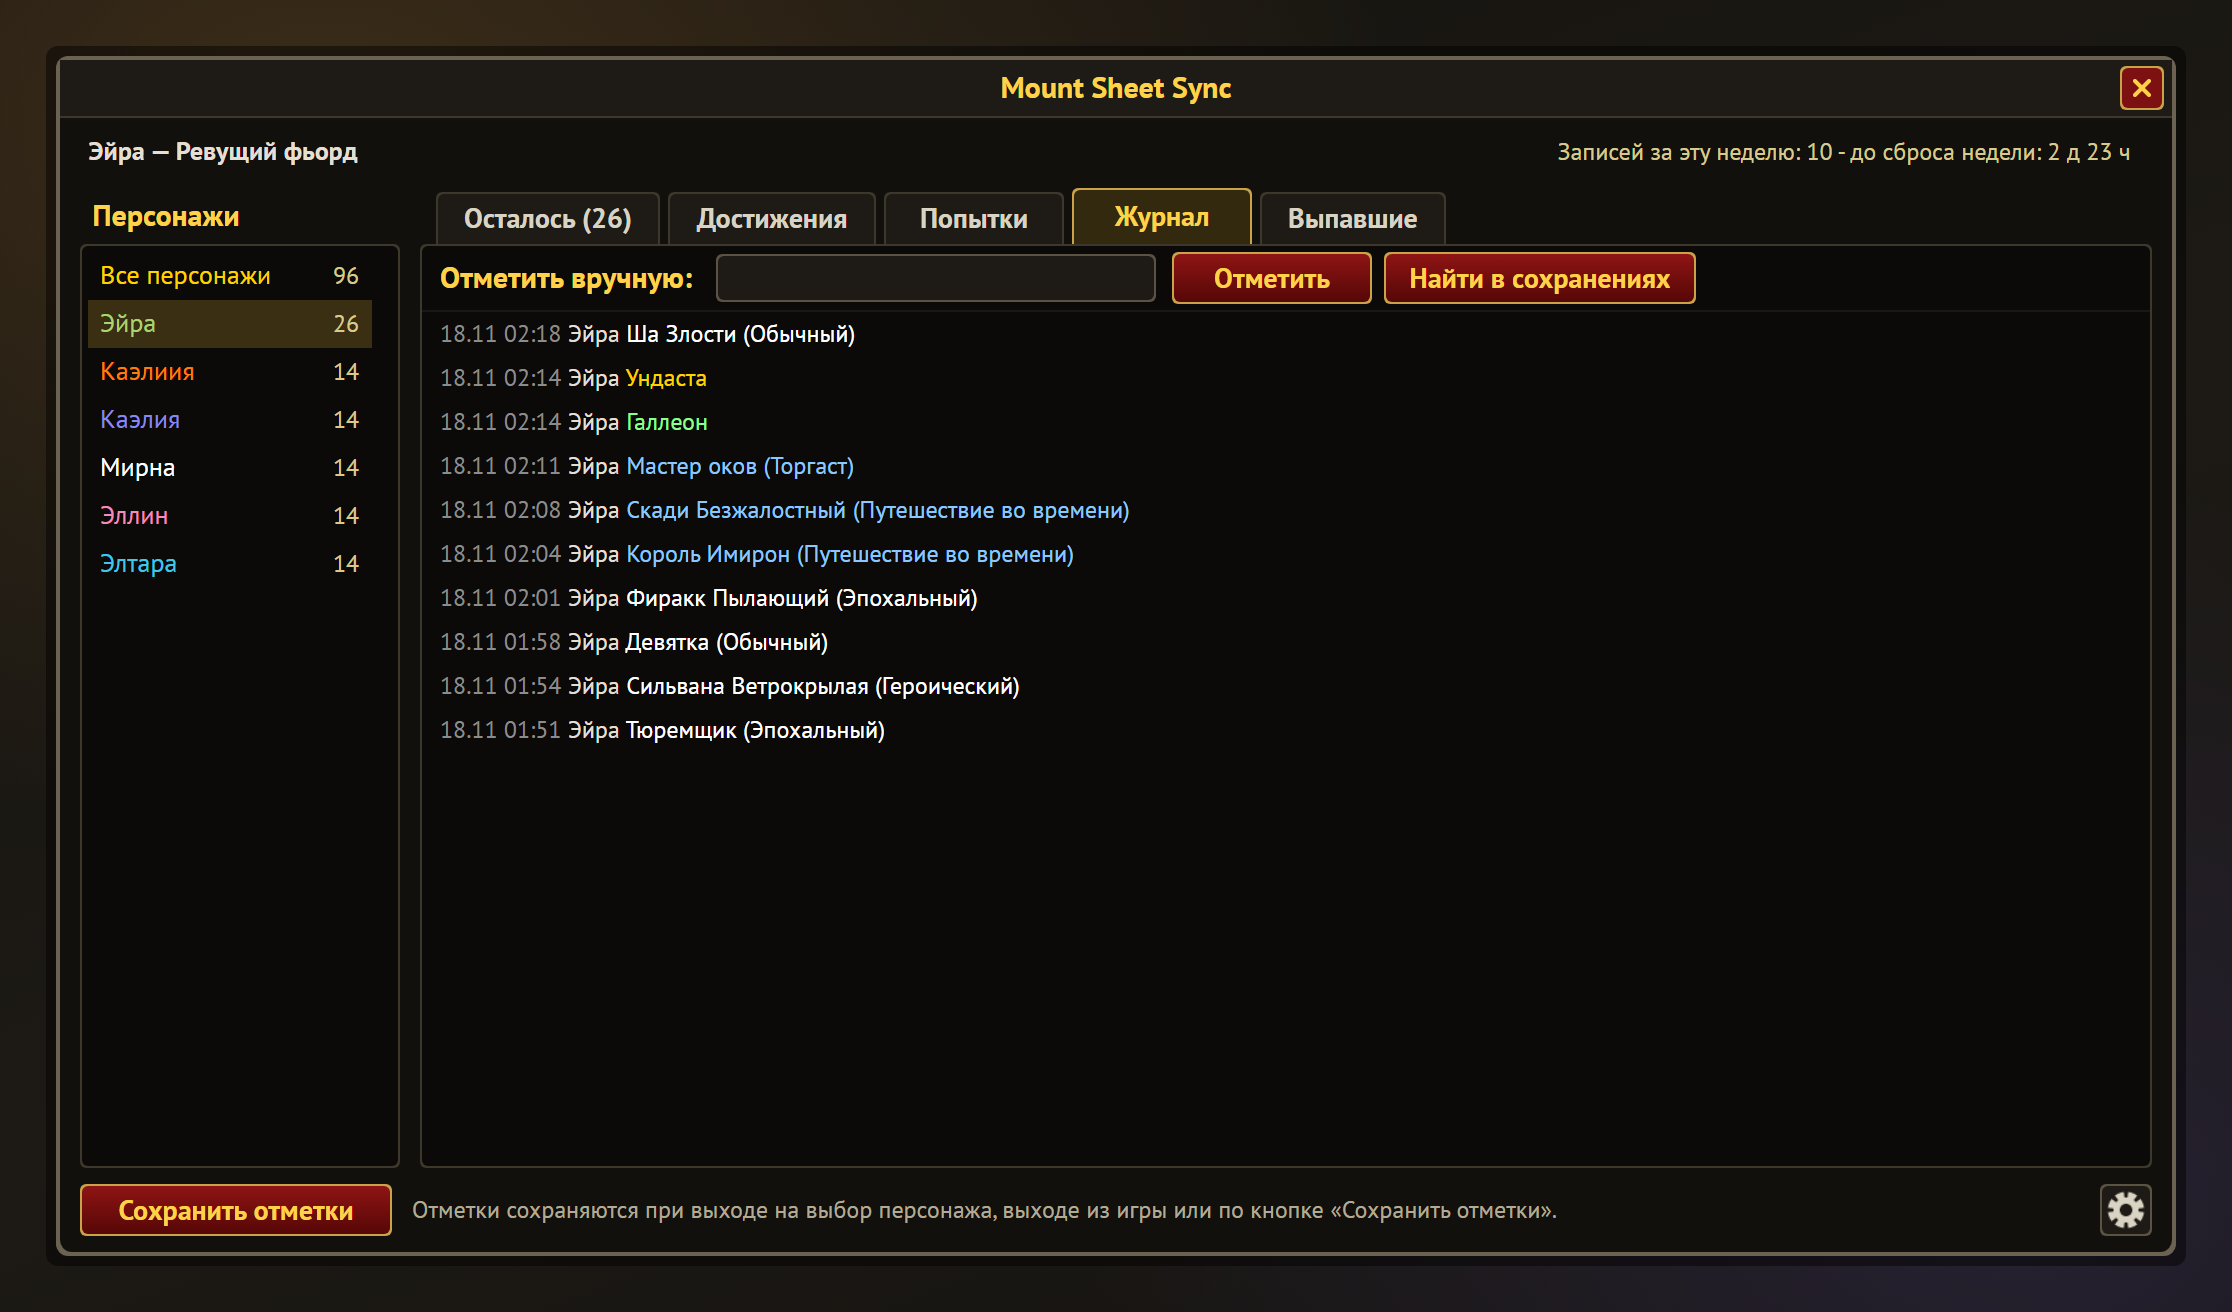 Mount Sheet Sync
Эйра — Ревущий фьорд
Записей за эту неделю: 10 - до сброса недели: 2 д 23 ч
Персонажи
Осталось (26)
Достижения
Попытки
Журнал
Выпавшие
Все персонажи 96
Эйра 26
Каэлиия 14
Каэлия 14
Мирна 14
Эллин 14
Элтара 14
Отметить вручную:
Отметить
Найти в сохранениях
18.11 02:18 Эйра Ша Злости (Обычный)
18.11 02:14 Эйра Ундаста
18.11 02:14 Эйра Галлеон
18.11 02:11 Эйра Мастер оков (Торгаст)
18.11 02:08 Эйра Скади Безжалостный (Путешествие во времени)
18.11 02:04 Эйра Король Имирон (Путешествие во времени)
18.11 02:01 Эйра Фиракк Пылающий (Эпохальный)
18.11 01:58 Эйра Девятка (Обычный)
18.11 01:54 Эйра Сильвана Ветрокрылая (Героический)
18.11 01:51 Эйра Тюремщик (Эпохальный)
Сохранить отметки
Отметки сохраняются при выходе на выбор персонажа, выходе из игры или по кнопке «Сохранить отметки».